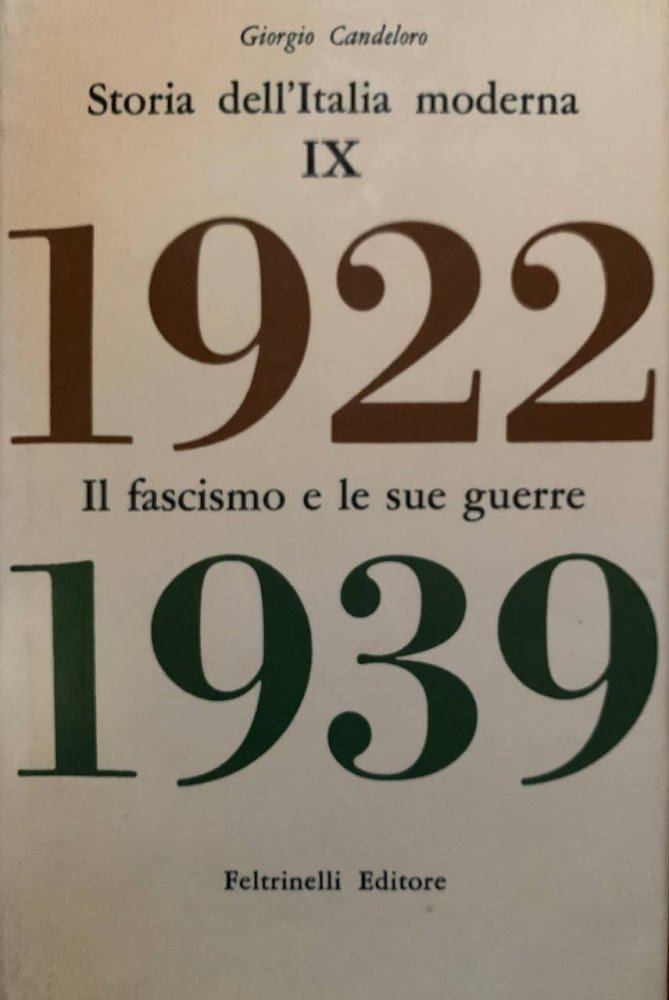 Giorgio Candeloro
Storia dell'Italia moderna
IX
1922
Il fascismo e le sue guerre
1939
Feltrinelli Editore